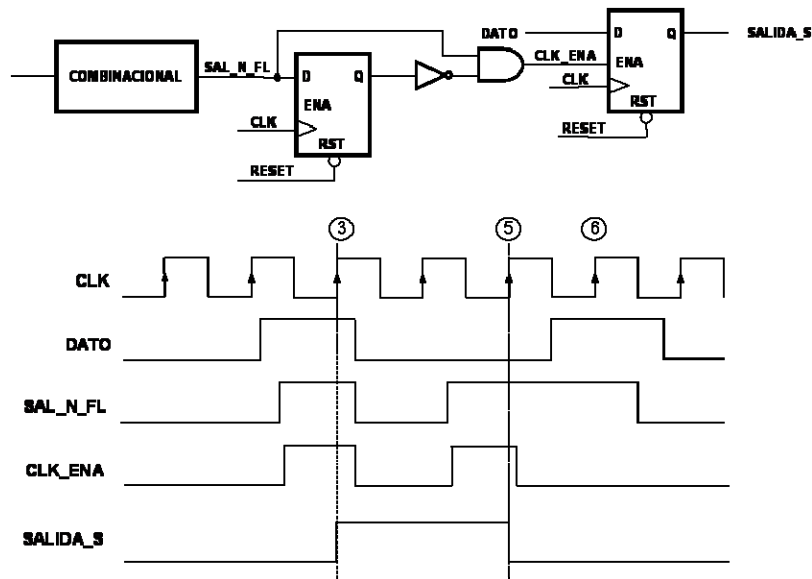 DATO
D
Q
SALIDA_S
COMBINACIONAL
SAL_N_FL
D
Q
CLK_ENA
ENA
CLK
RST
RESET
ENA
CLK
RST
RESET
3
5
6
CLK
DATO
SAL_N_FL
CLK_ENA
SALIDA_S